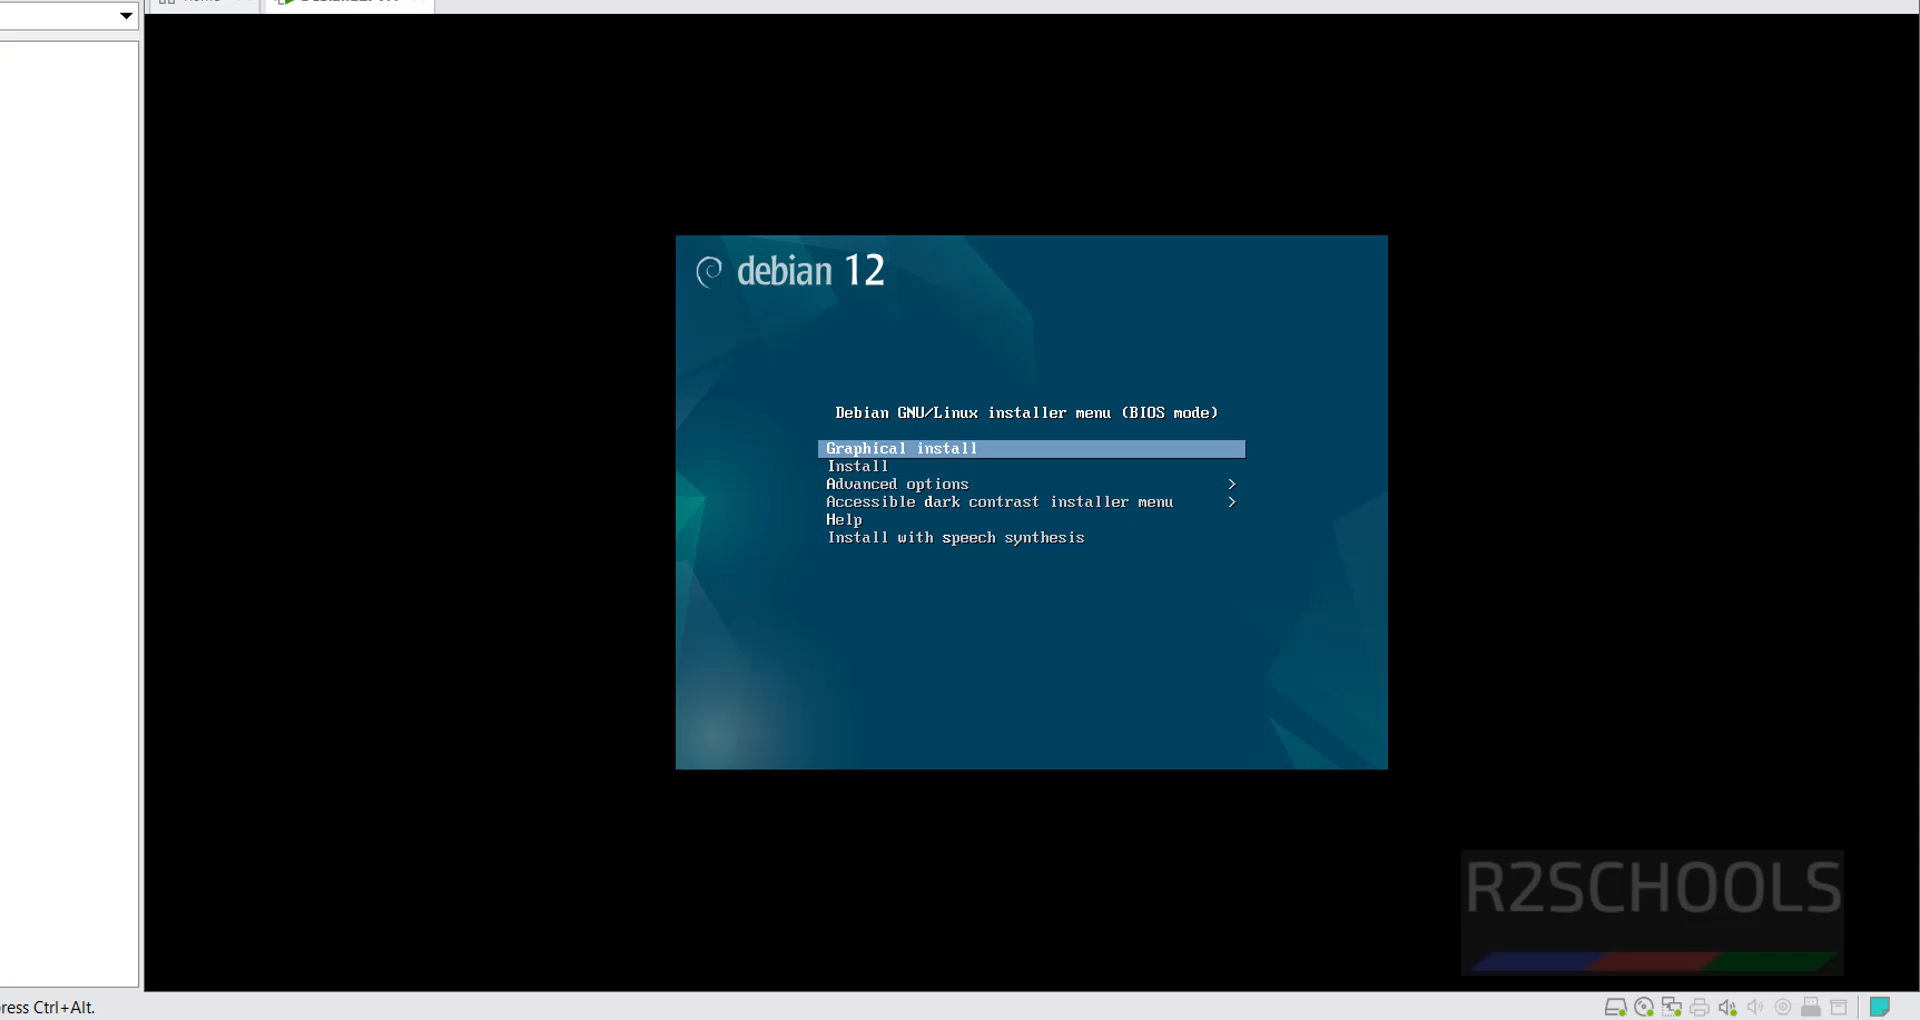 debian 12
Debian GNU/Linux installer menu (BIOS mode)
Graphical install
Install
Advanced options >
Accessible dark contrast installer menu >
Help
Install with speech synthesis
R2SCHOOLS
press Ctrl+Alt.